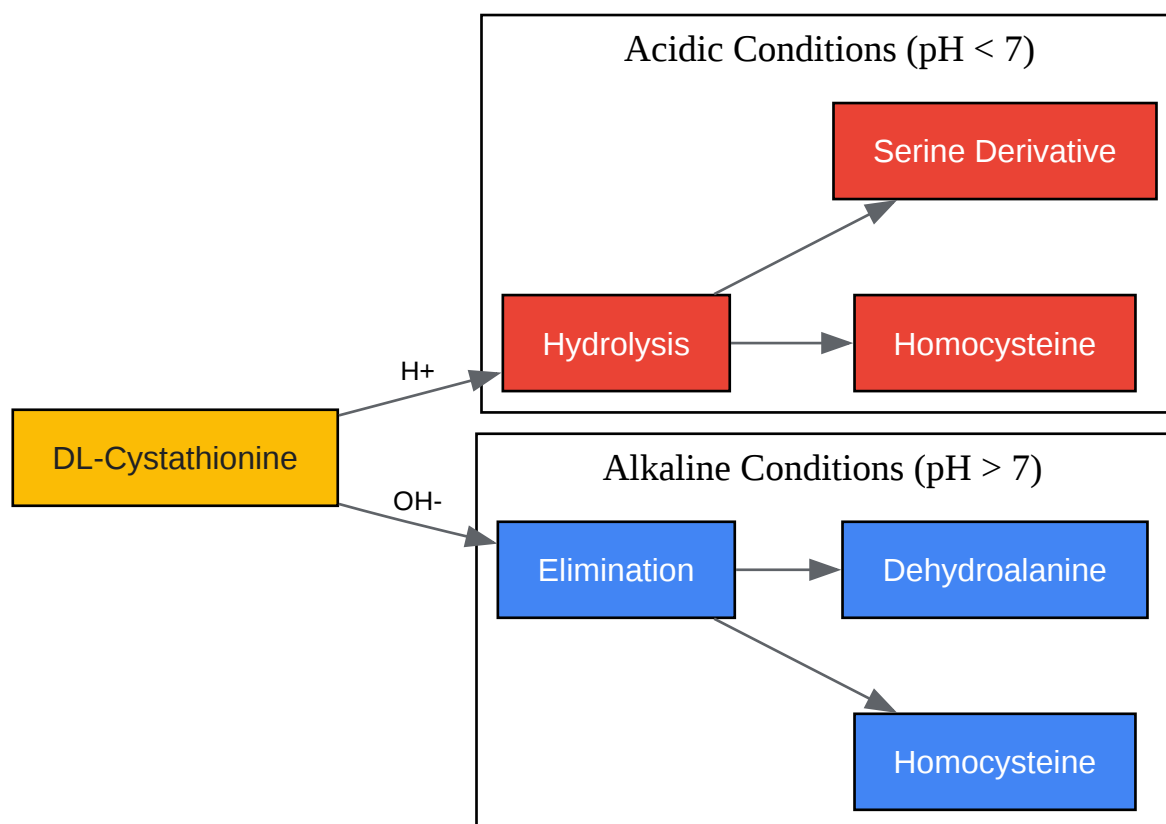 Acidic Conditions (pH < 7)
Serine Derivative
Hydrolysis
Homocysteine
H+
DL-Cystathionine
OH-
Alkaline Conditions (pH > 7)
Elimination
Dehydroalanine
Homocysteine